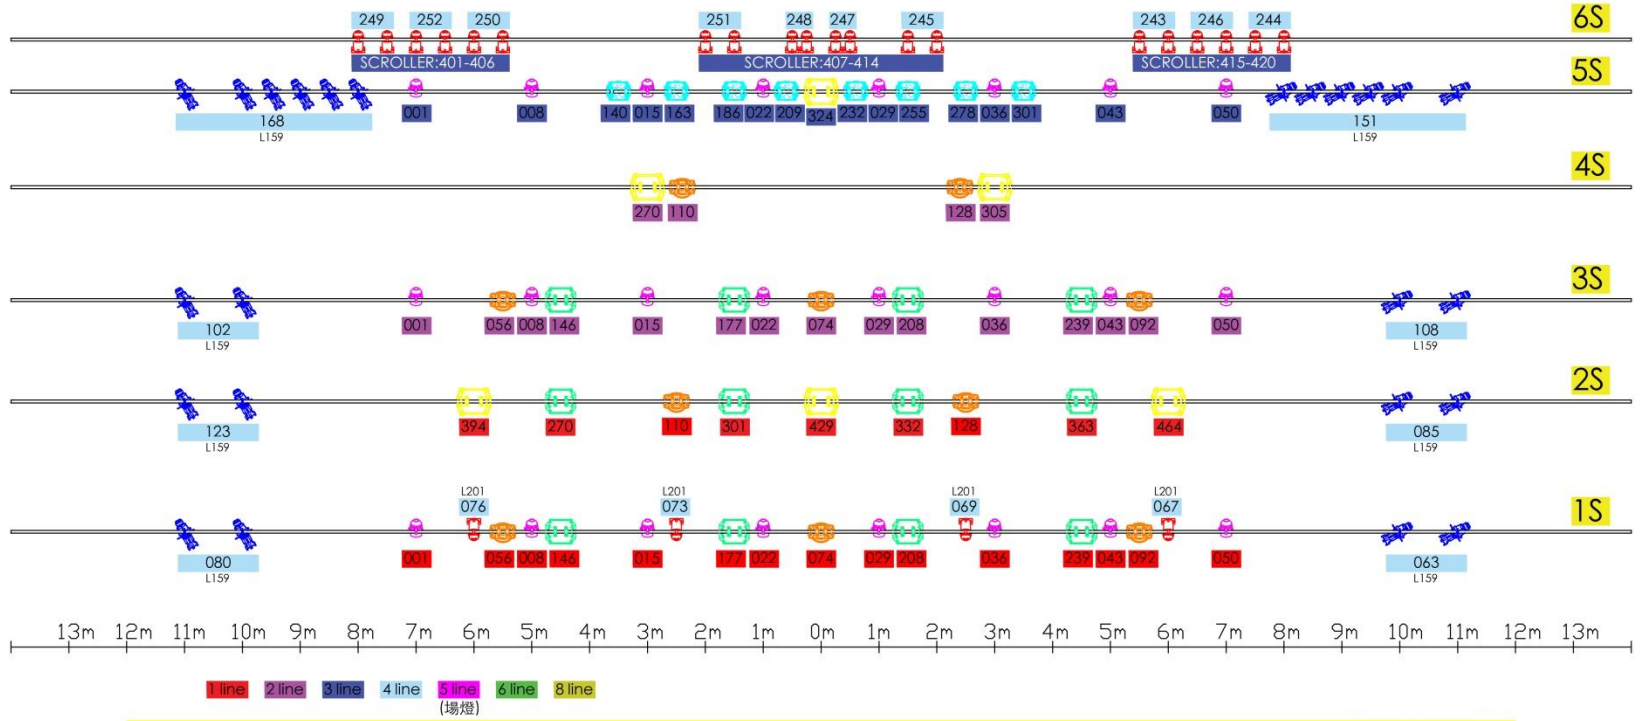 249 252 250 251 248 247 245 243 246 244 6S
SCROLLER:401-406 SCROLLER:407-414 SCROLLER:415-420
5S
001 008 140 015 163 186 022 209 324 232 029 255 278 036 301 043 050
168 151
L159 L159
4S
270 110 128 305
3S
001 056 008 146 015 177 022 074 029 208 036 239 043 092 050
102 108
L159 L159
2S
394 270 110 301 429 332 128 363 464
123 085
L159 L159
L201 L201 L201 L201
076 073 069 067 1S
001 056 008 146 015 177 022 074 029 208 036 239 043 092 050
080 063
L159 L159
13m 12m 11m 10m 9m 8m 7m 6m 5m 4m 3m 2m 1m 0m 1m 2m 3m 4m 5m 6m 7m 8m 9m 10m 11m 12m 13m
1 line 2 line 3 line 4 line 5 line 6 line 8 line
(場燈)